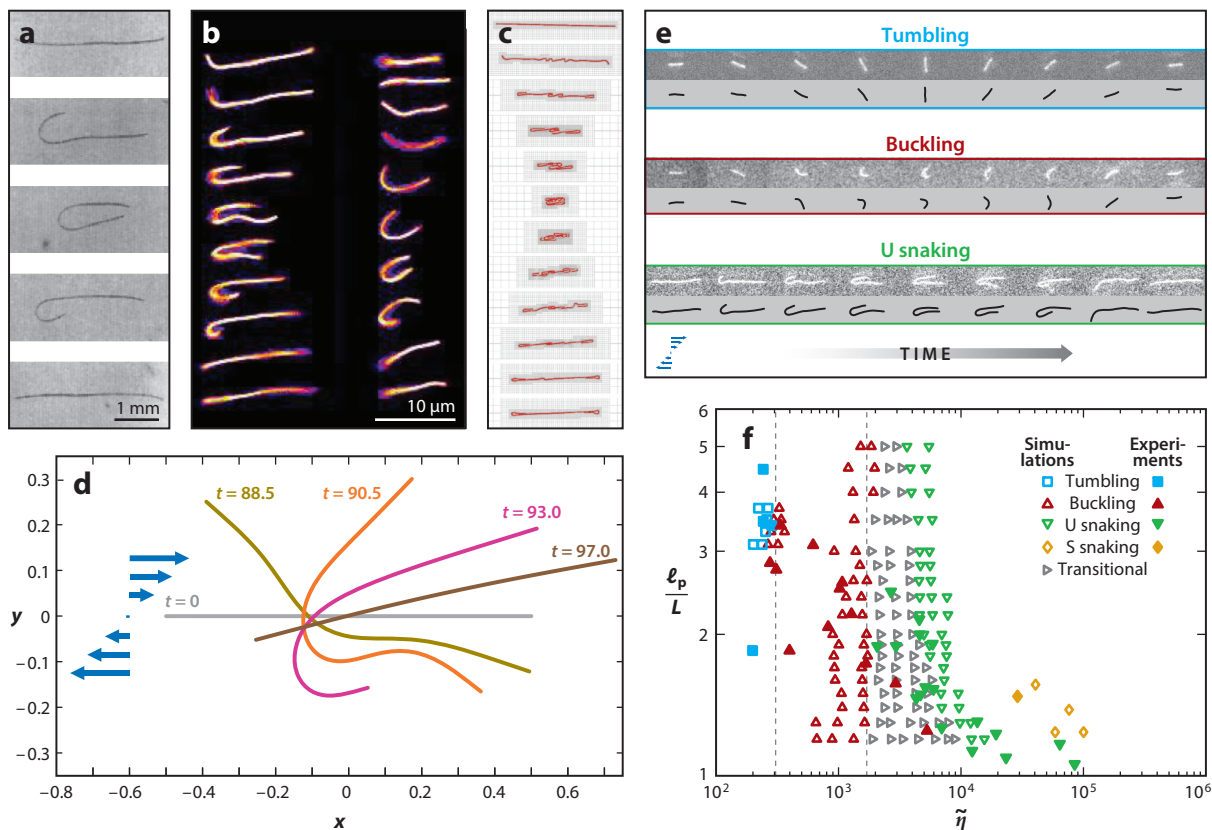 a
1 mm
b
10 µm
c
e
Tumbling
Buckling
U snaking
TIME
d
0.3
0.2
0.1
0
−0.1
−0.2
−0.3
y
t = 88.5
t = 90.5
t = 93.0
t = 97.0
t = 0
−0.8
−0.6
−0.4
−0.2
0
0.2
0.4
0.6
x
f
6
5
4
3
2
1
ℓp
L
Simu-
lations
Experi-
ments
Tumbling
Buckling
U snaking
S snaking
Transitional
10²
10³
10⁴
10⁵
10⁶
η̃